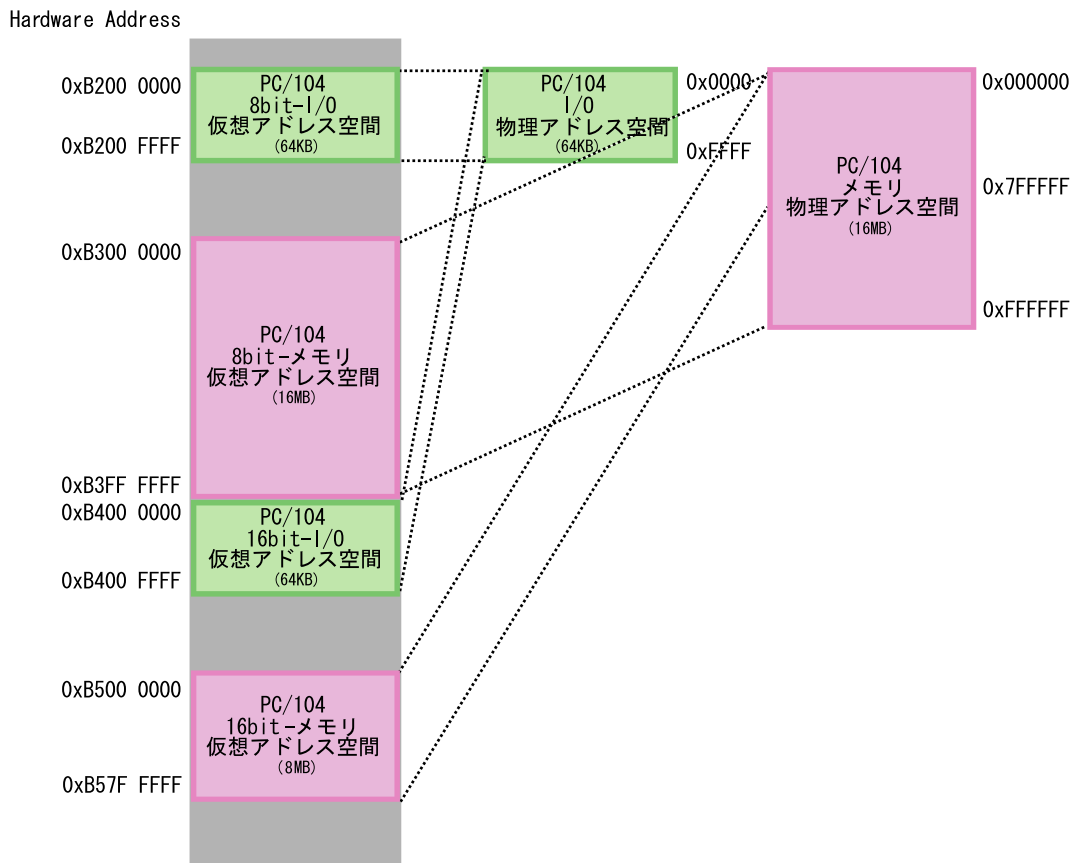 Hardware Address
0xB200 0000
0xB200 FFFF
PC/104
8bit-I/O
仮想アドレス空間
(64KB)
PC/104
I/O
物理アドレス空間
(64KB)
0x0000
0xFFFF
PC/104
メモリ
物理アドレス空間
(16MB)
0x000000
0x7FFFFF
0xFFFFFF
0xB300 0000
0xB3FF FFFF
PC/104
8bit-メモリ
仮想アドレス空間
(16MB)
0xB400 0000
0xB400 FFFF
PC/104
16bit-I/O
仮想アドレス空間
(64KB)
0xB500 0000
0xB57F FFFF
PC/104
16bit-メモリ
仮想アドレス空間
(8MB)